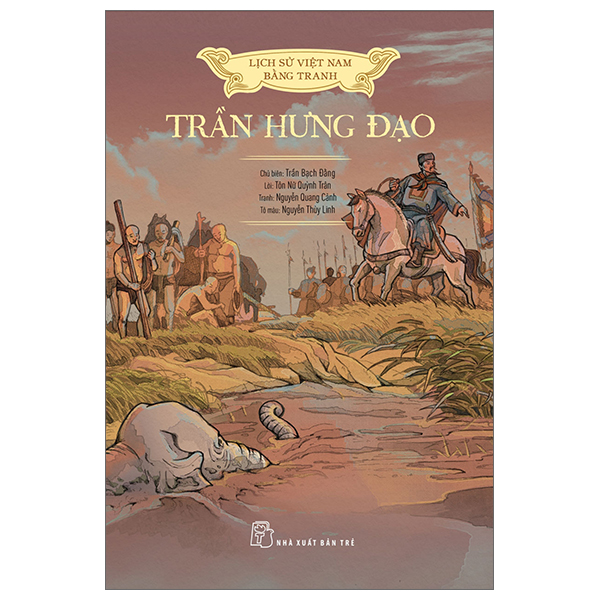 LỊCH SỬ VIỆT NAM
BẰNG TRANH
TRẦN HƯNG ĐẠO
Chủ biên: Trần Bạch Đằng
Lời: Tôn Nữ Quỳnh Trân
Tranh: Nguyễn Quang Cảnh
Tô màu: Nguyễn Thùy Linh
NHÀ XUẤT BẢN TRẺ